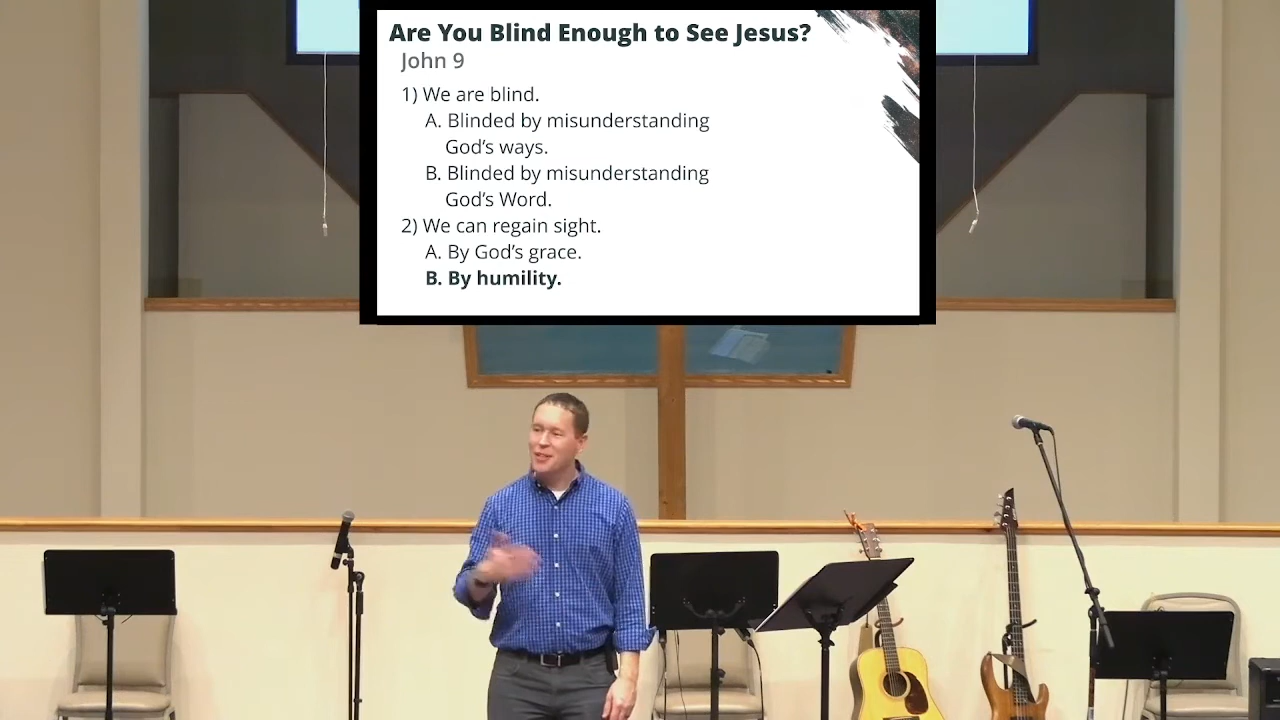 Are You Blind Enough to See Jesus?
John 9
1) We are blind.
A. Blinded by misunderstanding
God's ways.
B. Blinded by misunderstanding
God's Word.
2) We can regain sight.
A. By God's grace.
B. By humility.